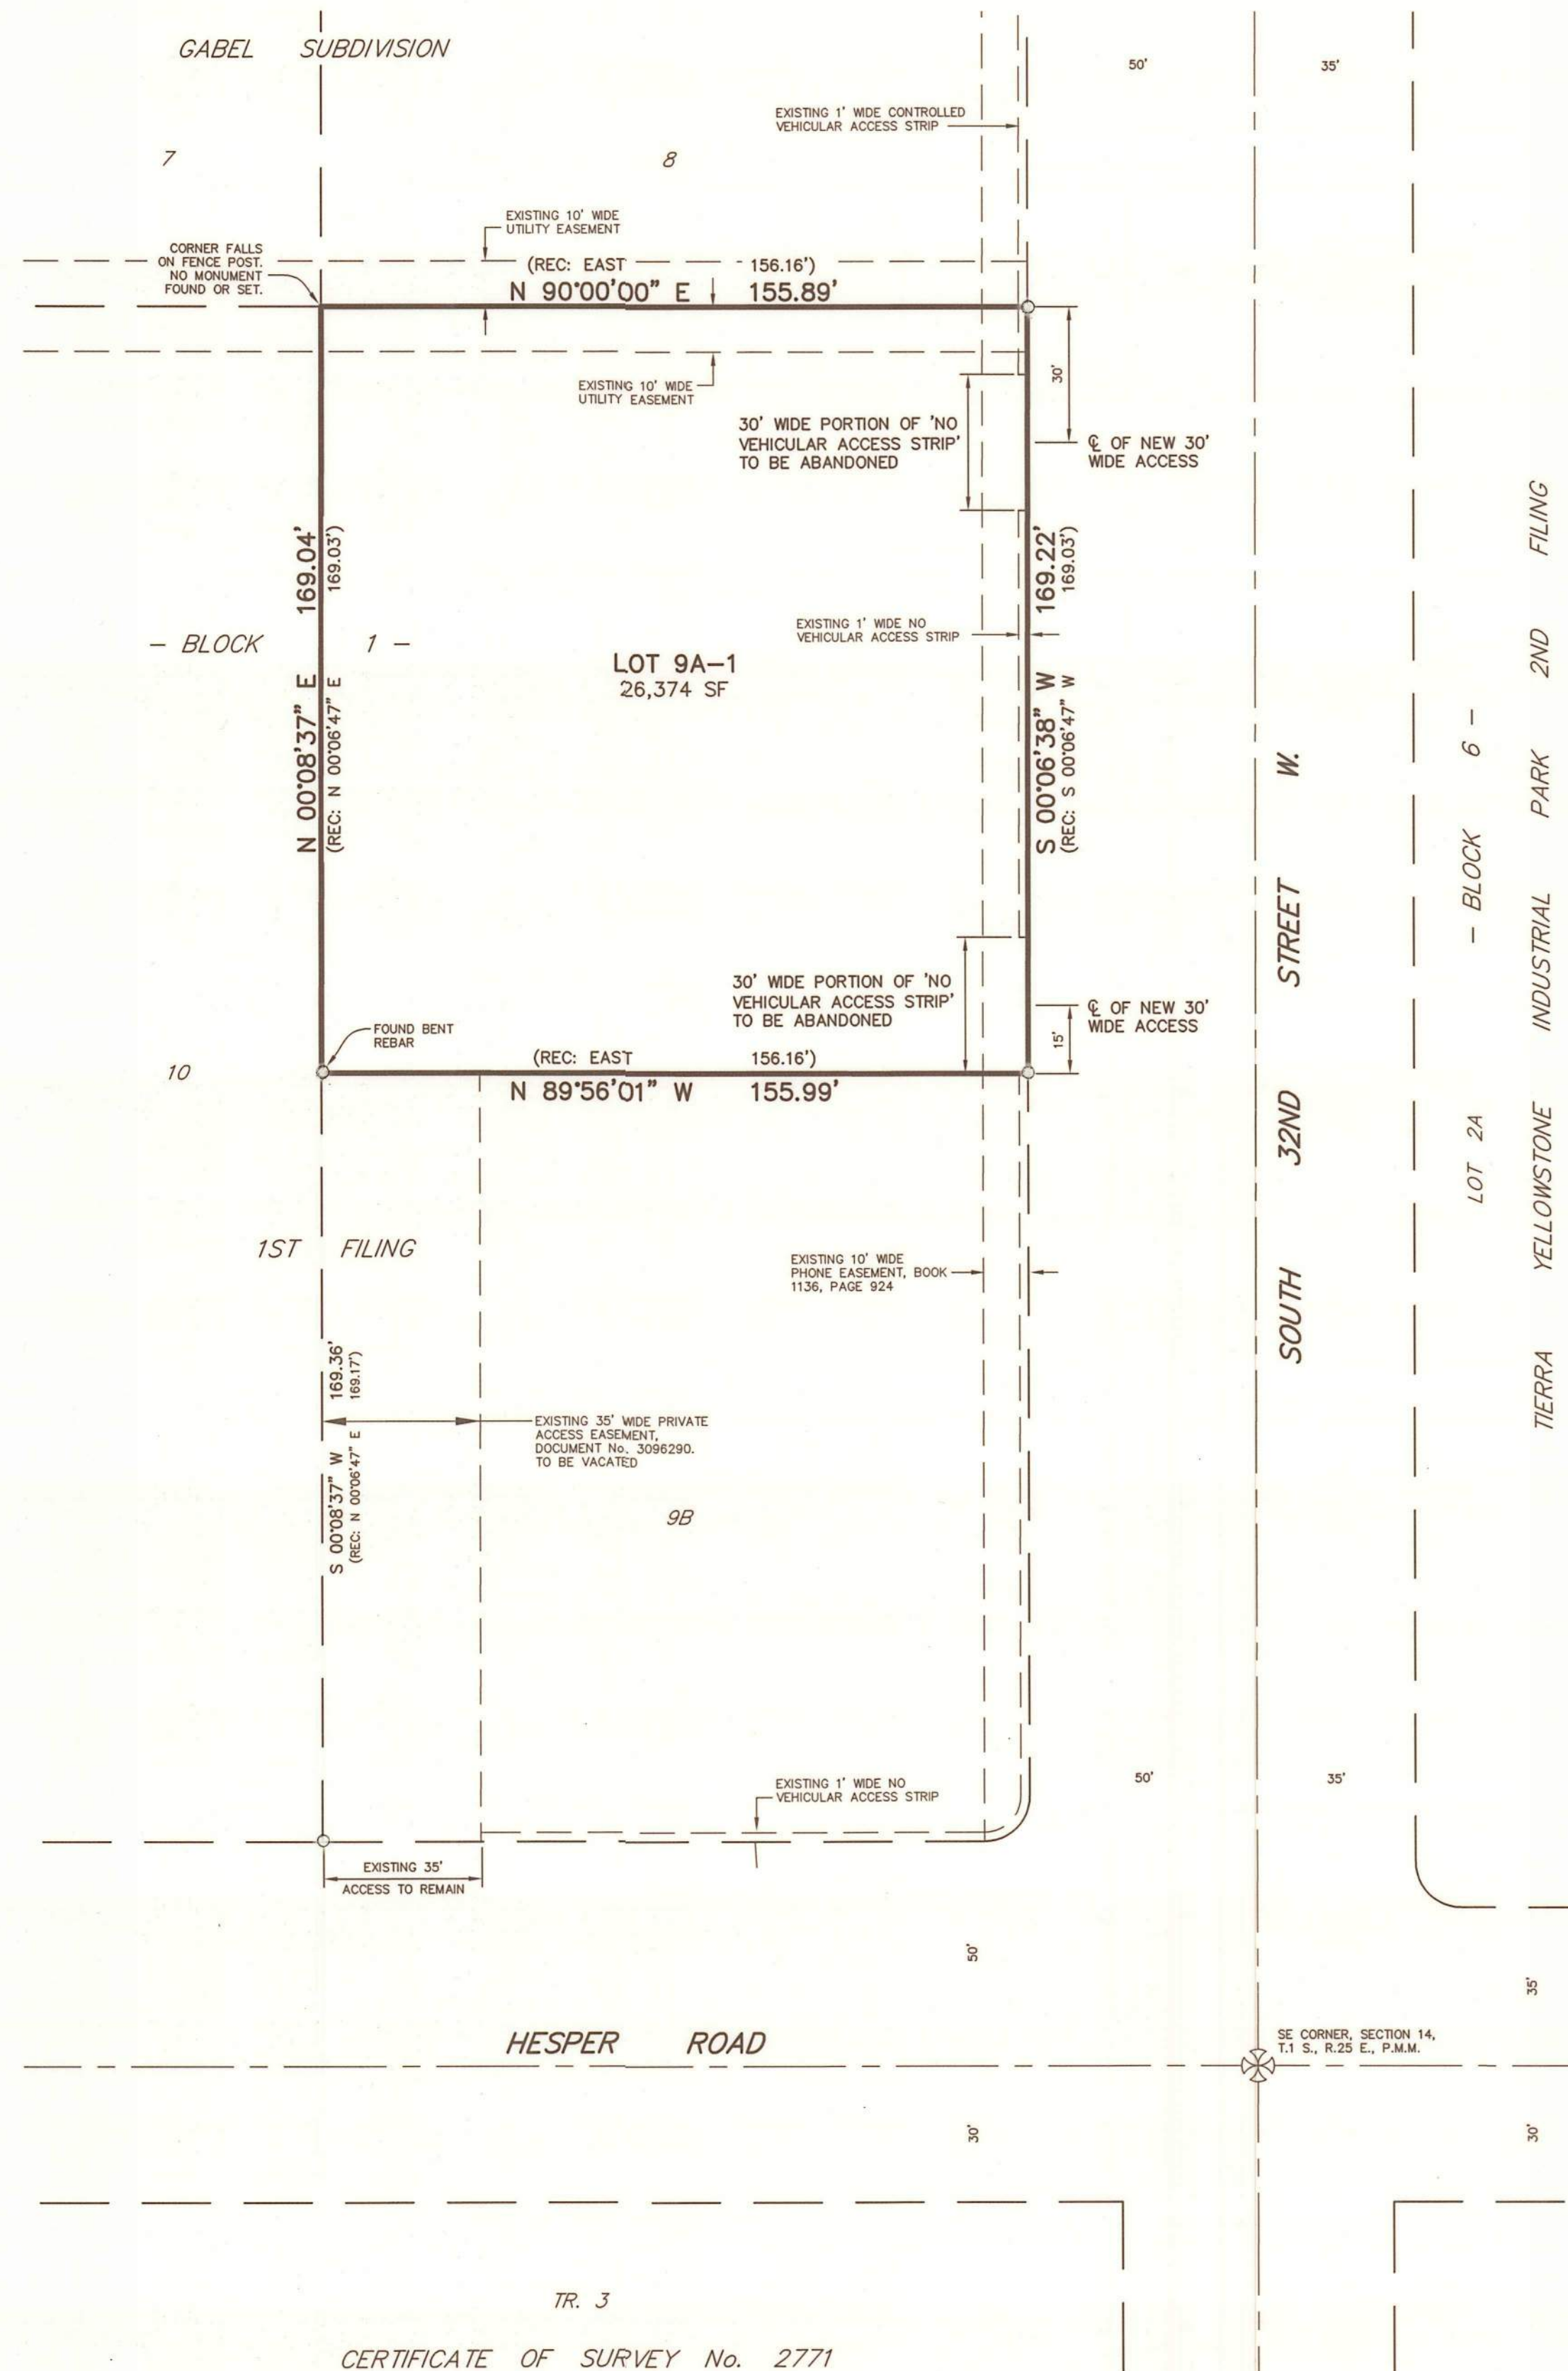 GABEL SUBDIVISION
50'
35'
EXISTING 1' WIDE CONTROLLED
VEHICULAR ACCESS STRIP
7
8
EXISTING 10' WIDE
UTILITY EASEMENT
CORNER FALLS
ON FENCE POST.
NO MONUMENT
FOUND OR SET.
(REC: EAST 156.16')
N 90°00'00" E 155.89'
EXISTING 10' WIDE
UTILITY EASEMENT
30'
30' WIDE PORTION OF 'NO
VEHICULAR ACCESS STRIP'
TO BE ABANDONED
℄ OF NEW 30'
WIDE ACCESS
N 00°08'37" E 169.04'
(REC: N 00°06'47" E 169.03')
S 00°06'38" W 169.22'
(REC: S 00°06'47" W 169.03')
EXISTING 1' WIDE NO
VEHICULAR ACCESS STRIP
– BLOCK 1 –
LOT 9A–1
26,374 SF
30' WIDE PORTION OF 'NO
VEHICULAR ACCESS STRIP'
TO BE ABANDONED
℄ OF NEW 30'
WIDE ACCESS
15'
FOUND BENT
REBAR
10
(REC: EAST 156.16')
N 89°56'01" W 155.99'
SOUTH 32ND STREET W.
LOT 2A – BLOCK 6 –
TIERRA YELLOWSTONE INDUSTRIAL PARK 2ND FILING
1ST FILING
EXISTING 10' WIDE
PHONE EASEMENT, BOOK
1136, PAGE 924
S 00°08'37" W 169.36'
(REC: N 00°06'47" E 169.17')
EXISTING 35' WIDE PRIVATE
ACCESS EASEMENT,
DOCUMENT No. 3096290.
TO BE VACATED
9B
EXISTING 1' WIDE NO
VEHICULAR ACCESS STRIP
50'
35'
EXISTING 35'
ACCESS TO REMAIN
50'
35'
HESPER ROAD
SE CORNER, SECTION 14,
T.1 S., R.25 E., P.M.M.
30'
30'
TR. 3
CERTIFICATE OF SURVEY No. 2771